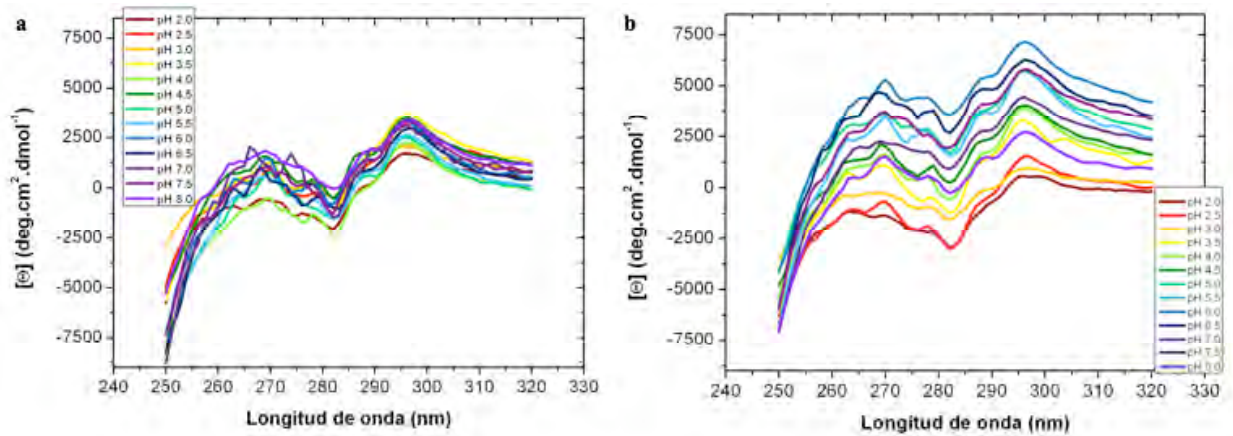 a
7500
5000
2500
0
-2500
-5000
-7500
[Θ] (deg.cm².dmol⁻¹)
pH 2.0
pH 2.5
pH 3.0
pH 3.5
pH 4.0
pH 4.5
pH 5.0
pH 5.5
pH 6.0
pH 6.5
pH 7.0
pH 7.5
pH 8.0
240 250 260 270 280 290 300 310 320 330
Longitud de onda (nm)
b
7500
5000
2500
0
-2500
-5000
-7500
[Θ] (deg.cm².dmol⁻¹)
pH 2.0
pH 2.5
pH 3.0
pH 3.5
pH 4.0
pH 4.5
pH 5.0
pH 5.5
pH 6.0
pH 6.5
pH 7.0
pH 7.5
pH 8.0
240 250 260 270 280 290 300 310 320 330
Longitud de onda (nm)